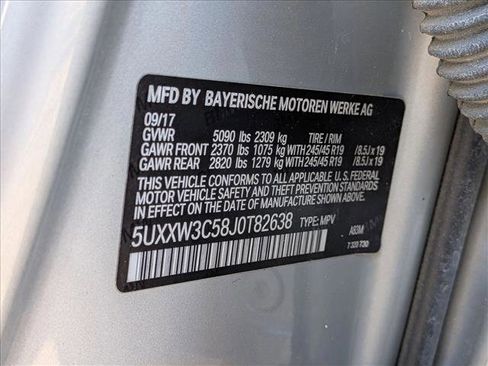 MFD BY BAYERISCHE MOTOREN WERKE AG
09/17
GVWR 5090 lbs 2309 kg TIRE / RIM
GAWR FRONT 2370 lbs 1075 kg WITH 245/45 R19 /8.5J x 19
GAWR REAR 2820 lbs 1279 kg WITH 245/45 R19 /8.5J x 19
THIS VEHICLE CONFORMS TO ALL APPLICABLE U.S. FEDERAL
MOTOR VEHICLE SAFETY, BUMPER, AND THEFT PREVENTION
STANDARDS IN EFFECT ON THE DATE OF MANUFACTURE SHOWN ABOVE.
5UXXW3C58J0T82638 TYPE: MPV A83M
T 320 730